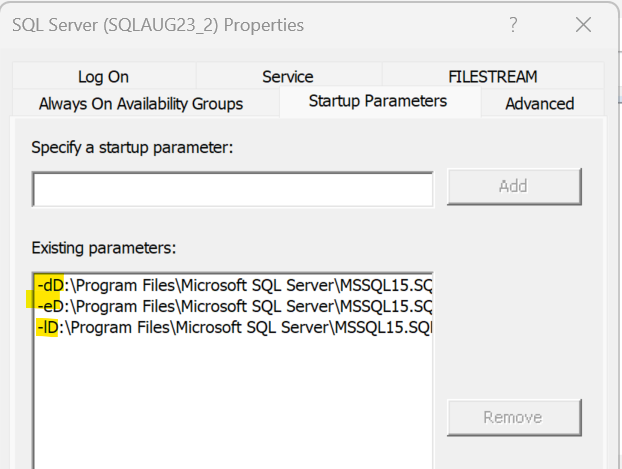 SQL Server (SQLAUG23_2) Properties ? ×
Log On Service FILESTREAM
Always On Availability Groups Startup Parameters Advanced
Specify a startup parameter:
Add
Existing parameters:
-dD:\Program Files\Microsoft SQL Server\MSSQL15.SQ
-eD:\Program Files\Microsoft SQL Server\MSSQL15.SQ
-lD:\Program Files\Microsoft SQL Server\MSSQL15.SQ
Remove